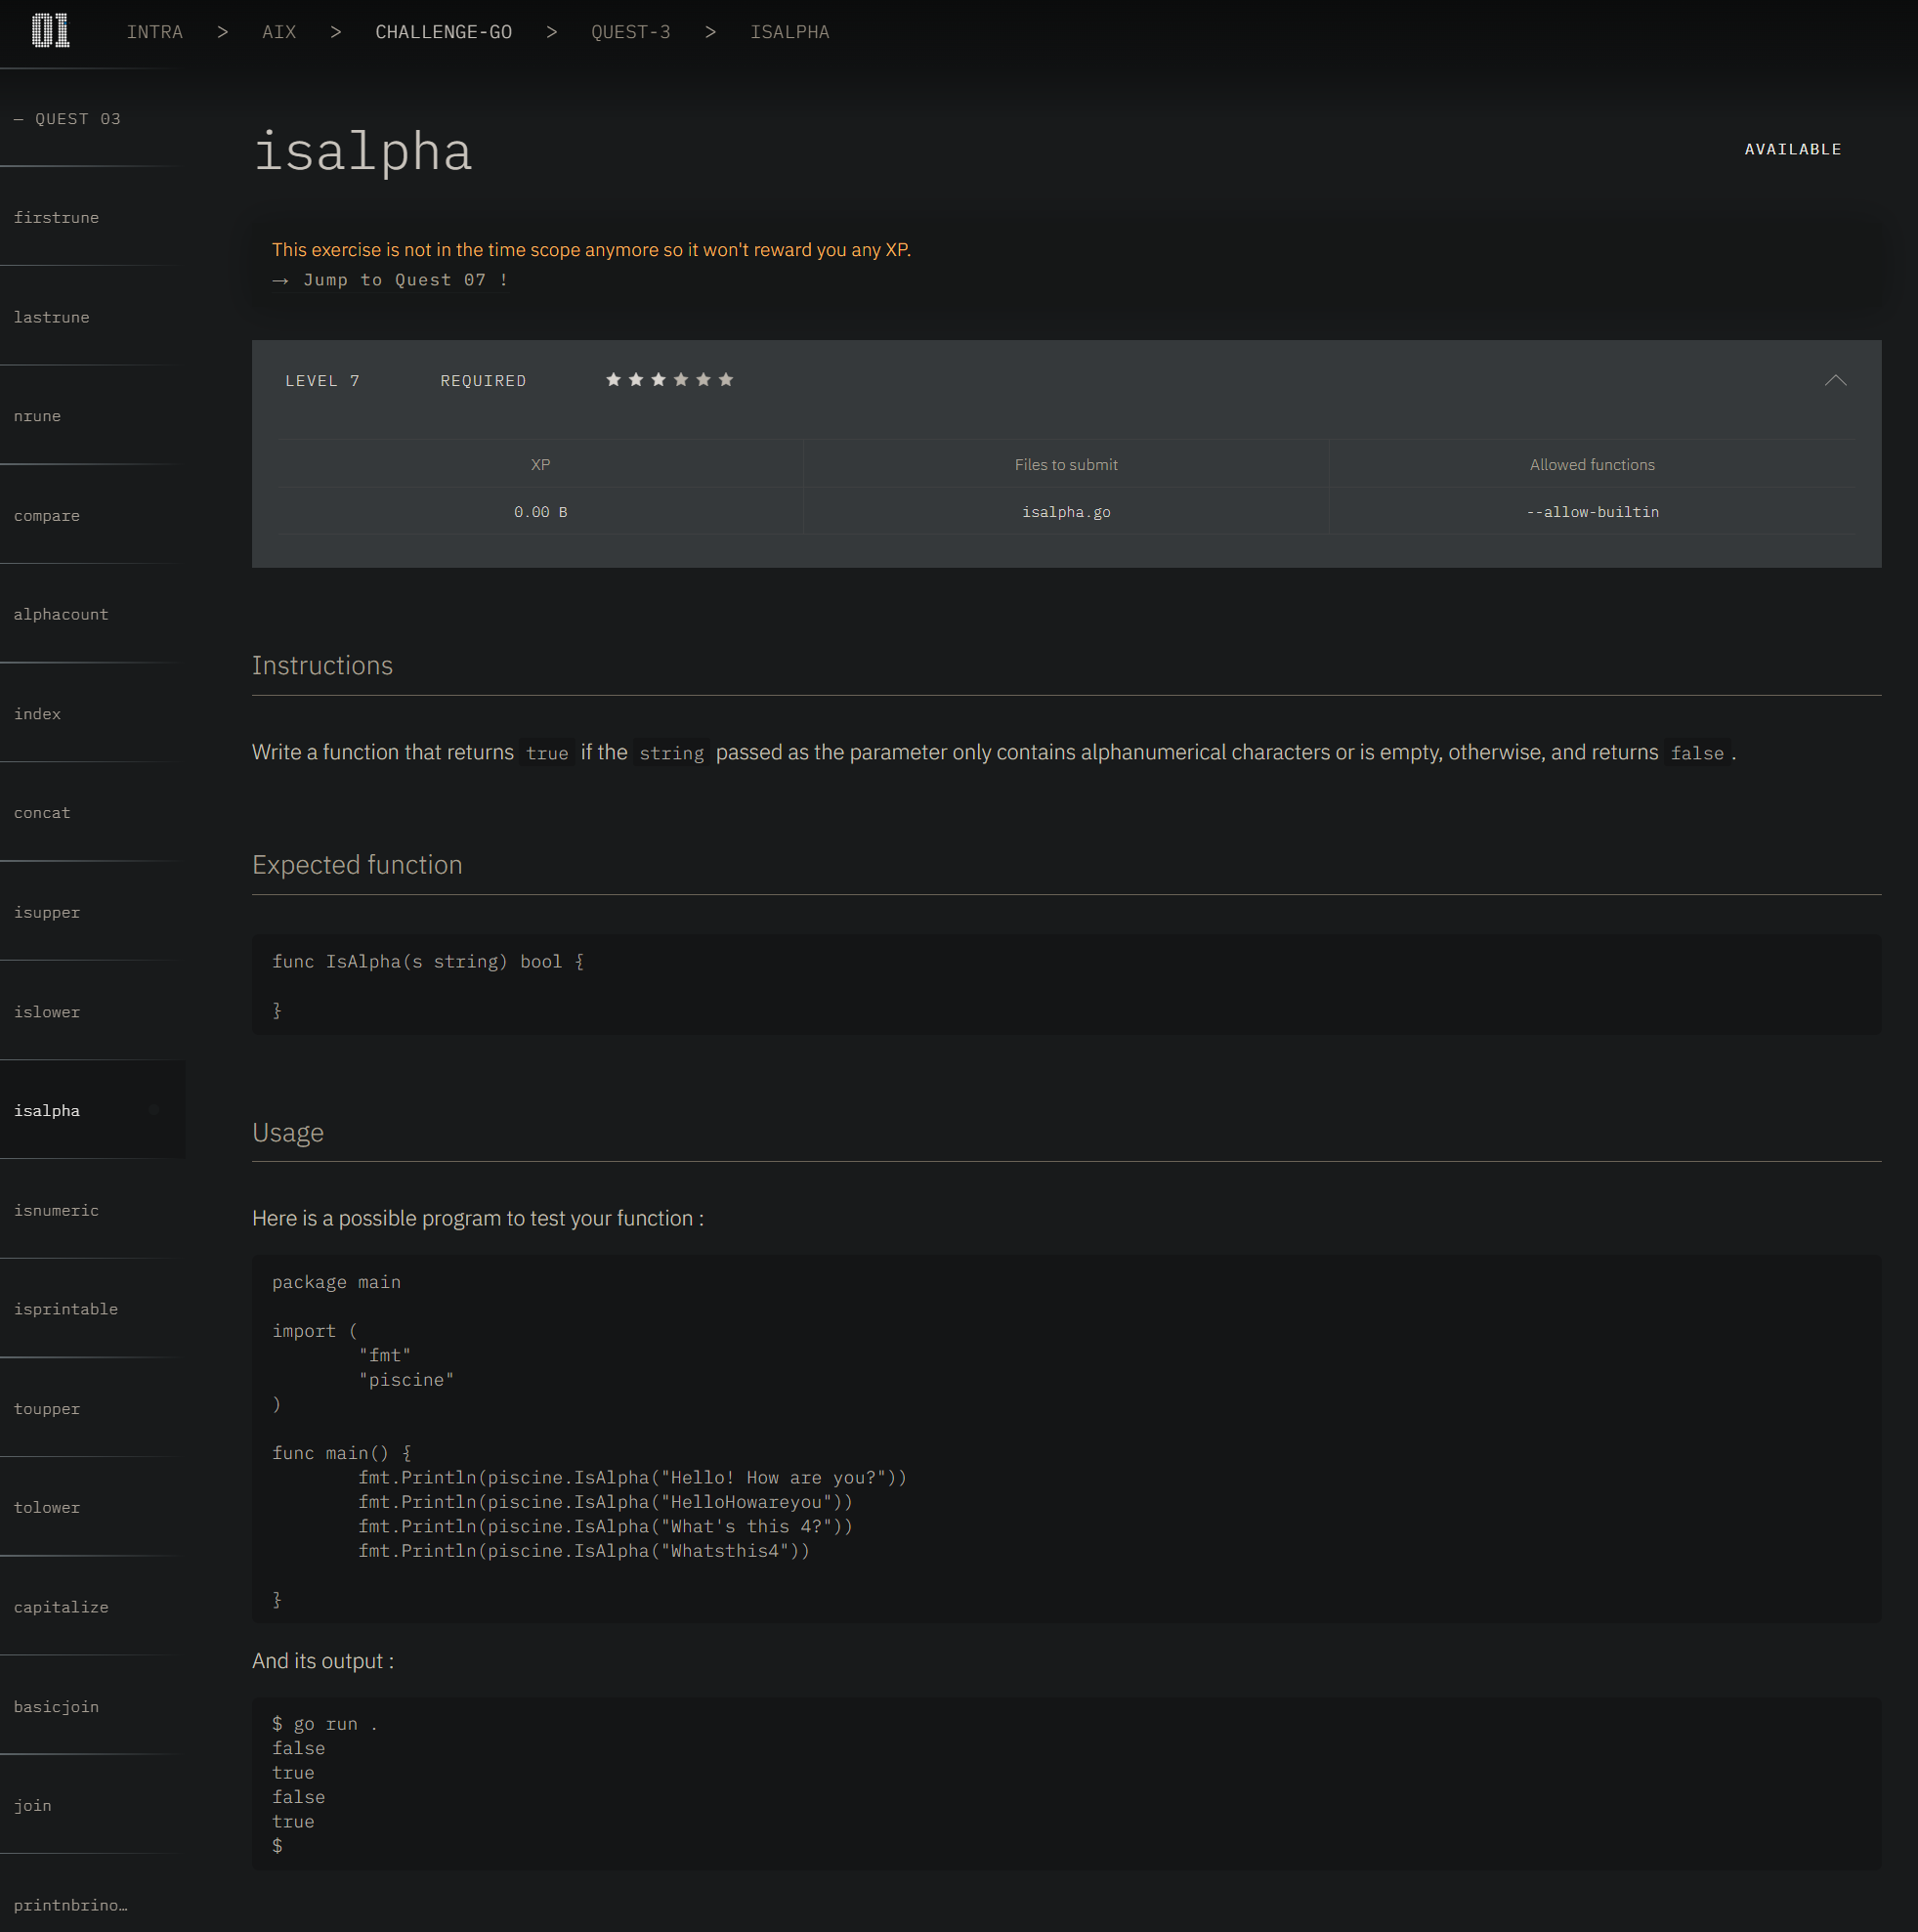 01 INTRA > AIX > CHALLENGE-GO > QUEST-3 > ISALPHA
— QUEST 03
firstrune
lastrune
nrune
compare
alphacount
index
concat
isupper
islower
isalpha
isnumeric
isprintable
toupper
tolower
capitalize
basicjoin
join
printnbrino…
isalpha
AVAILABLE
This exercise is not in the time scope anymore so it won't reward you any XP.
→ Jump to Quest 07 !
LEVEL 7 REQUIRED
XP Files to submit Allowed functions
0.00 B isalpha.go --allow-builtin
Instructions
Write a function that returns true if the string passed as the parameter only contains alphanumerical characters or is empty, otherwise, and returns false .
Expected function
func IsAlpha(s string) bool {
}
Usage
Here is a possible program to test your function :
package main
import (
"fmt"
"piscine"
)
func main() {
fmt.Println(piscine.IsAlpha("Hello! How are you?"))
fmt.Println(piscine.IsAlpha("HelloHowareyou"))
fmt.Println(piscine.IsAlpha("What's this 4?"))
fmt.Println(piscine.IsAlpha("Whatsthis4"))
}
And its output :
$ go run .
false
true
false
true
$